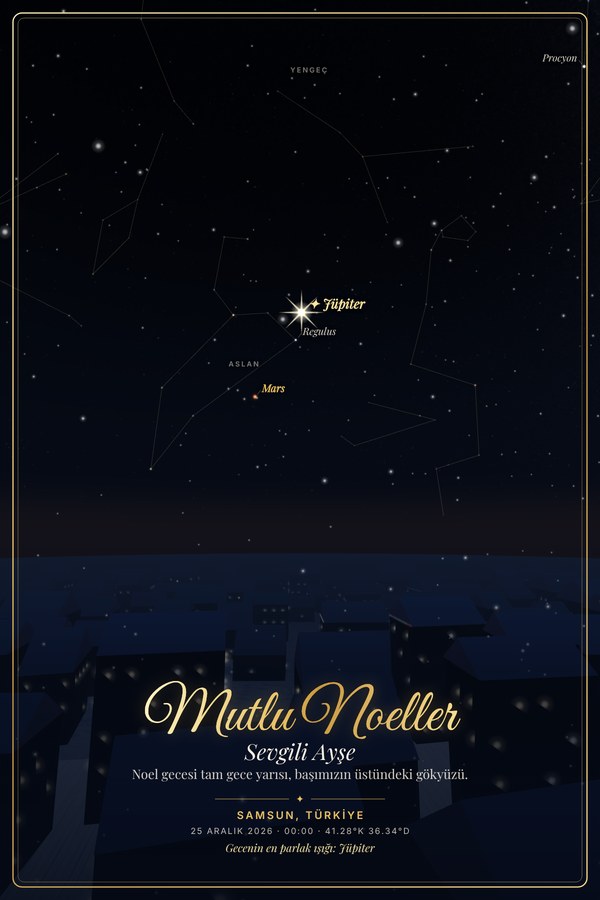 Procyon
YENGEÇ
Jüpiter
Regulus
ASLAN
Mars
Mutlu Noeller
Sevgili Ayşe
Noel gecesi tam gece yarısı, başımızın üstündeki gökyüzü.
SAMSUN, TÜRKİYE
25 ARALIK 2026 · 00:00 · 41.28°K 36.34°D
Gecenin en parlak ışığı: Jüpiter